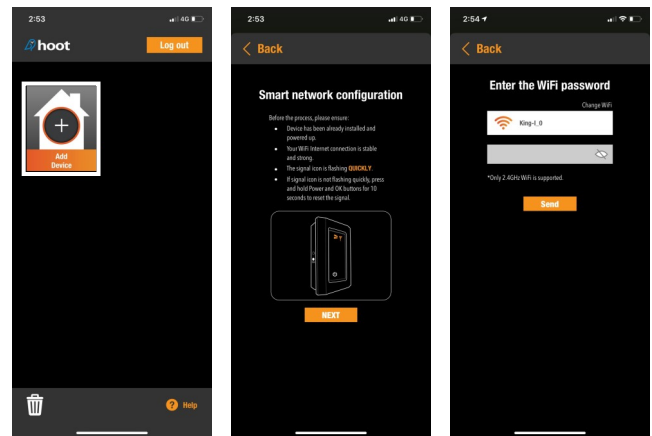 2:53
4G
hoot
Log out
Add
Device
Help
2:53
4G
Back
Smart network configuration
Before the process, please ensure:
• Device has been already installed and
powered up.
• Your WiFi Internet connection is stable
and strong.
• The signal icon is flashing QUICKLY.
• If signal icon is not flashing quickly, press
and hold Power and OK buttons for 10
seconds to reset the signal.
NEXT
2:54
Back
Enter the WiFi password
Change WiFi
King-I_0
*Only 2.4GHz WiFi is supported.
Send